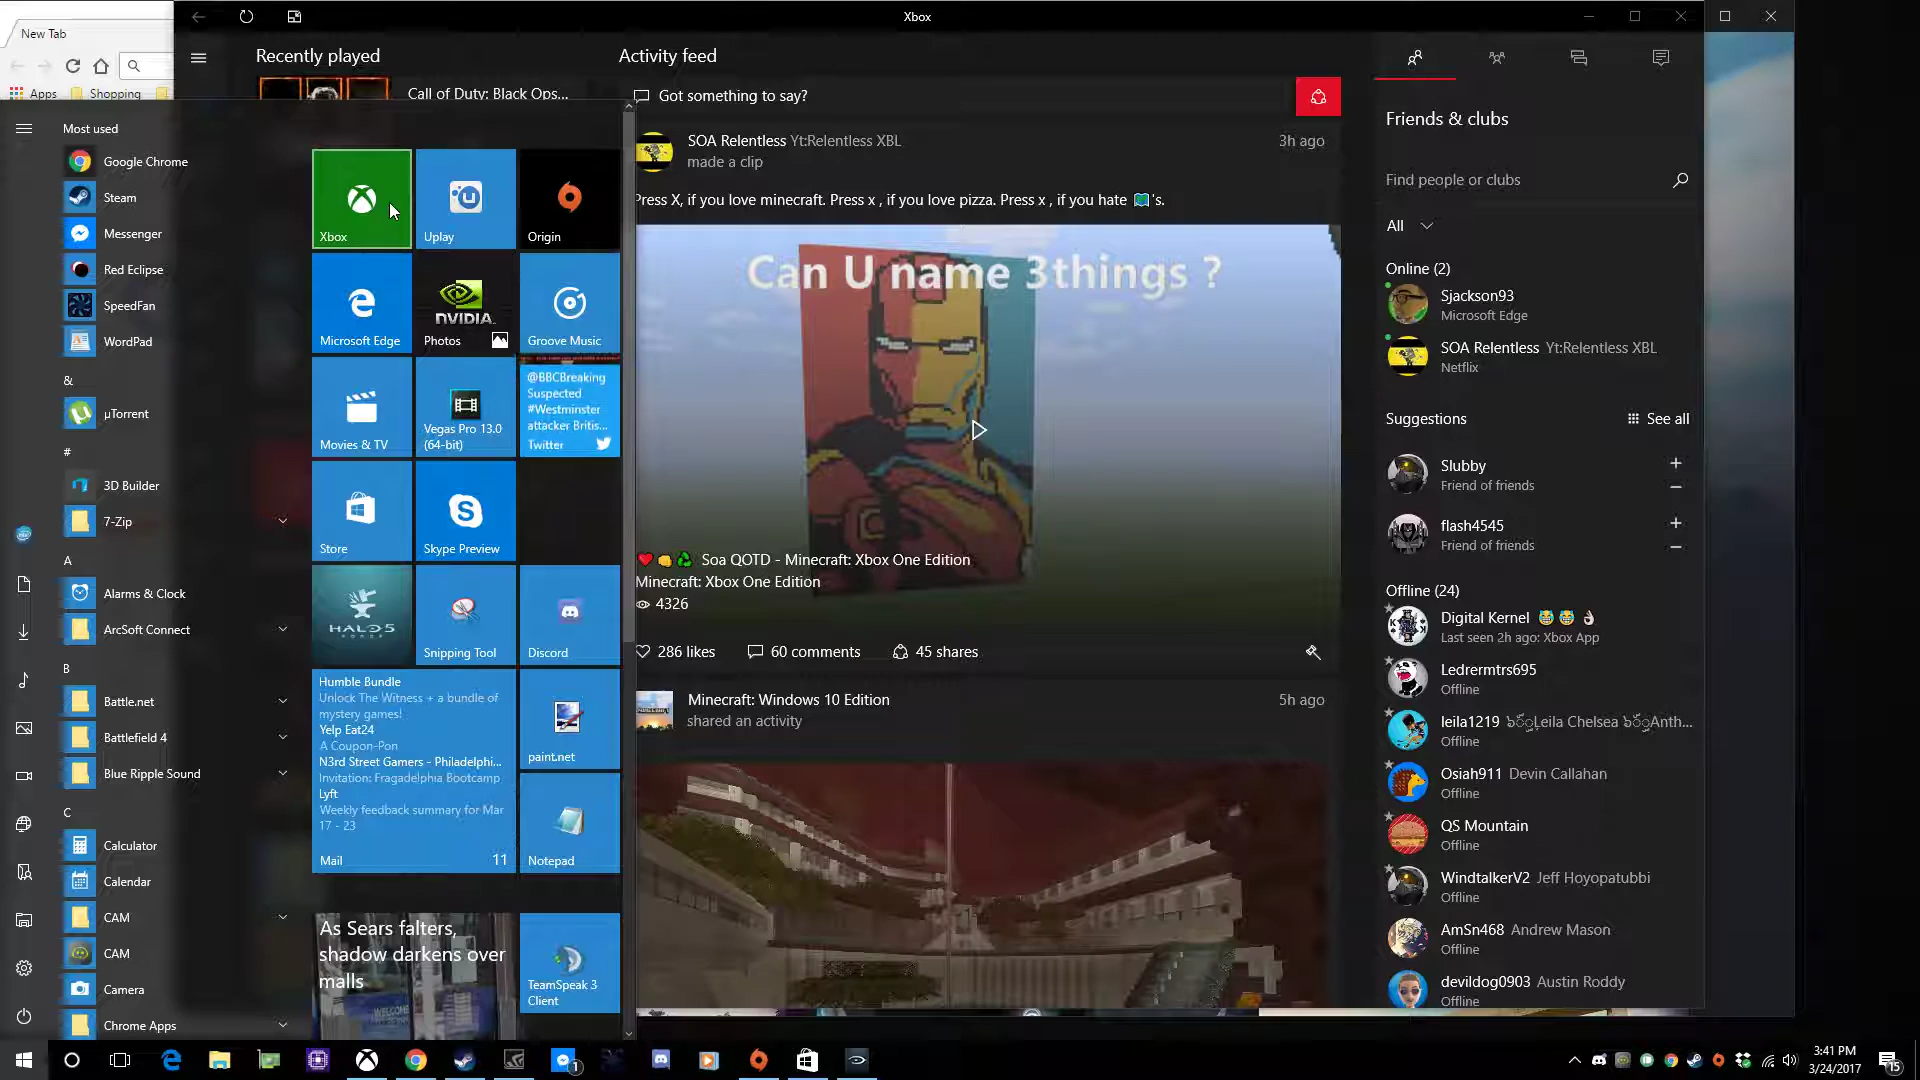 New Tab
Apps
Shopping
Xbox
Recently played
Call of Duty: Black Ops...
Most used
Google Chrome
Steam
Messenger
Red Eclipse
SpeedFan
WordPad
&
µTorrent
#
3D Builder
7-Zip
A
Alarms & Clock
ArcSoft Connect
B
Battle.net
Battlefield 4
Blue Ripple Sound
C
Calculator
Calendar
CAM
CAM
Camera
Chrome Apps
Xbox
Uplay
Origin
Microsoft Edge
NVIDIA.
Photos
Groove Music
Movies & TV
Vegas Pro 13.0
(64-bit)
@BBCBreaking
Suspected
#Westminster
attacker Britis...
Twitter
Store
Skype Preview
HALO 5
FORGE
Snipping Tool
Discord
Humble Bundle
Unlock The Witness + a bundle of
mystery games!
Yelp Eat24
A Coupon-Pon
N3rd Street Gamers - Philadelphi...
Invitation: Fragadelphia Bootcamp
Lyft
Weekly feedback summary for Mar
17 - 23
Mail 11
paint.net
Notepad
As Sears falters,
shadow darkens over
malls
TeamSpeak 3
Client
Activity feed
Got something to say?
SOA Relentless Yt:Relentless XBL
3h ago
made a clip
Press X, if you love minecraft. Press x , if you love pizza. Press x , if you hate 's.
Can U name 3things ?
Soa QOTD - Minecraft: Xbox One Edition
Minecraft: Xbox One Edition
4326
286 likes
60 comments
45 shares
Minecraft: Windows 10 Edition
5h ago
shared an activity
Friends & clubs
Find people or clubs
All
Online (2)
Sjackson93
Microsoft Edge
SOA Relentless Yt:Relentless XBL
Netflix
Suggestions
See all
Slubby
Friend of friends
flash4545
Friend of friends
Offline (24)
Digital Kernel 😹😹👌
Last seen 2h ago: Xbox App
Ledrermtrs695
Offline
leila1219 Leila Chelsea Anth...
Offline
Osiah911 Devin Callahan
Offline
QS Mountain
Offline
WindtalkerV2 Jeff Hoyopatubbi
Offline
AmSn468 Andrew Mason
Offline
devildog0903 Austin Roddy
Offline
1
3:41 PM
3/24/2017
15